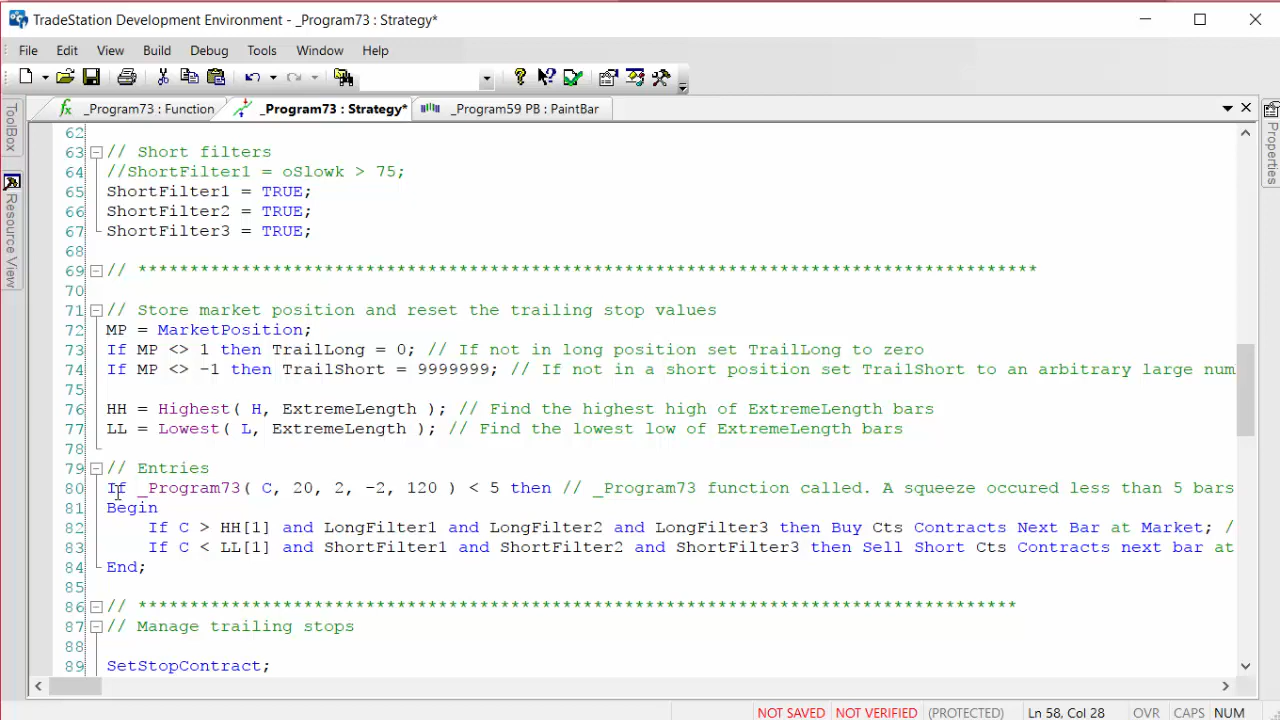 TradeStation Development Environment - _Program73 : Strategy*
File Edit View Build Debug Tools Window Help
_Program73 : Function _Program73 : Strategy* _Program59 PB : PaintBar
ToolBox
Resource View
Properties
62
63 // Short filters
64 //ShortFilter1 = oSlowk > 75;
65 ShortFilter1 = TRUE;
66 ShortFilter2 = TRUE;
67 ShortFilter3 = TRUE;
68
69 // **************************************************************************************
70
71 // Store market position and reset the trailing stop values
72 MP = MarketPosition;
73 If MP <> 1 then TrailLong = 0; // If not in long position set TrailLong to zero
74 If MP <> -1 then TrailShort = 9999999; // If not in a short position set TrailShort to an arbitrary large num
75
76 HH = Highest( H, ExtremeLength ); // Find the highest high of ExtremeLength bars
77 LL = Lowest( L, ExtremeLength ); // Find the lowest low of ExtremeLength bars
78
79 // Entries
80 If _Program73( C, 20, 2, -2, 120 ) < 5 then // _Program73 function called. A squeeze occured less than 5 bars
81 Begin
82 If C > HH[1] and LongFilter1 and LongFilter2 and LongFilter3 then Buy Cts Contracts Next Bar at Market; /
83 If C < LL[1] and ShortFilter1 and ShortFilter2 and ShortFilter3 then Sell Short Cts Contracts next bar at
84 End;
85
86 // ************************************************************************************
87 // Manage trailing stops
88
89 SetStopContract;
NOT SAVED NOT VERIFIED (PROTECTED) Ln 58, Col 28 OVR CAPS NUM